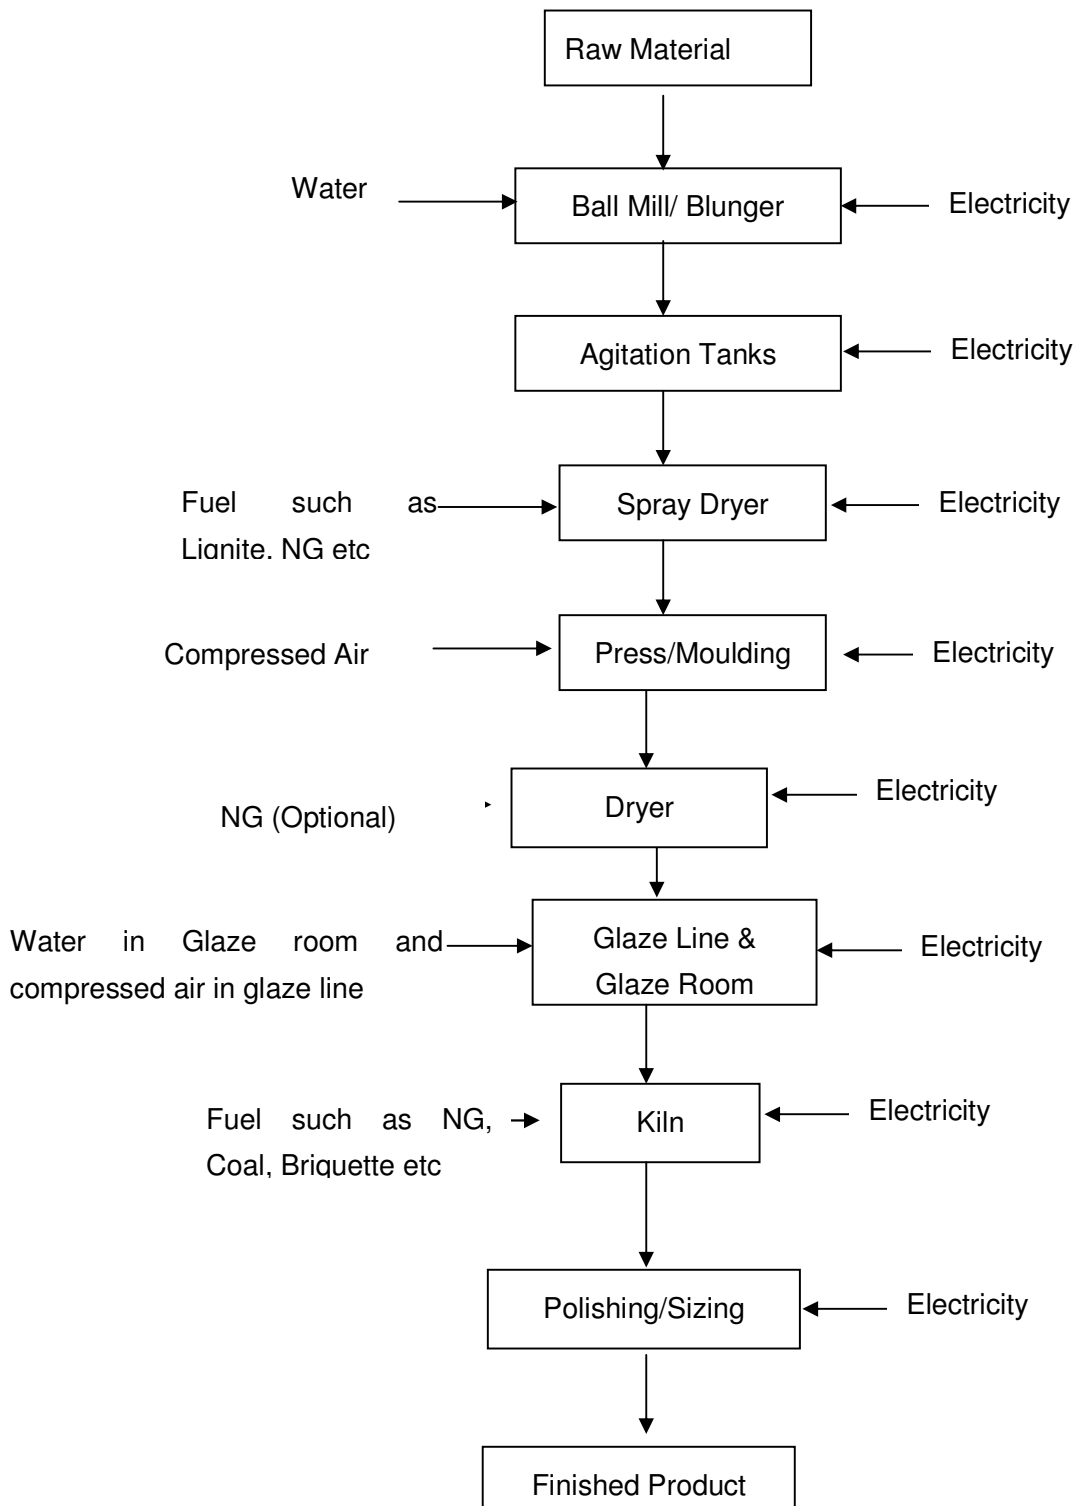 Raw Material
Water
Ball Mill/ Blunger
Electricity
Agitation Tanks
Electricity
Fuel such as
Lignite, NG etc
Spray Dryer
Electricity
Compressed Air
Press/Moulding
Electricity
NG (Optional)
Dryer
Electricity
Water in Glaze room and
compressed air in glaze line
Glaze Line &
Glaze Room
Electricity
Fuel such as NG,
Coal, Briquette etc
Kiln
Electricity
Polishing/Sizing
Electricity
Finished Product